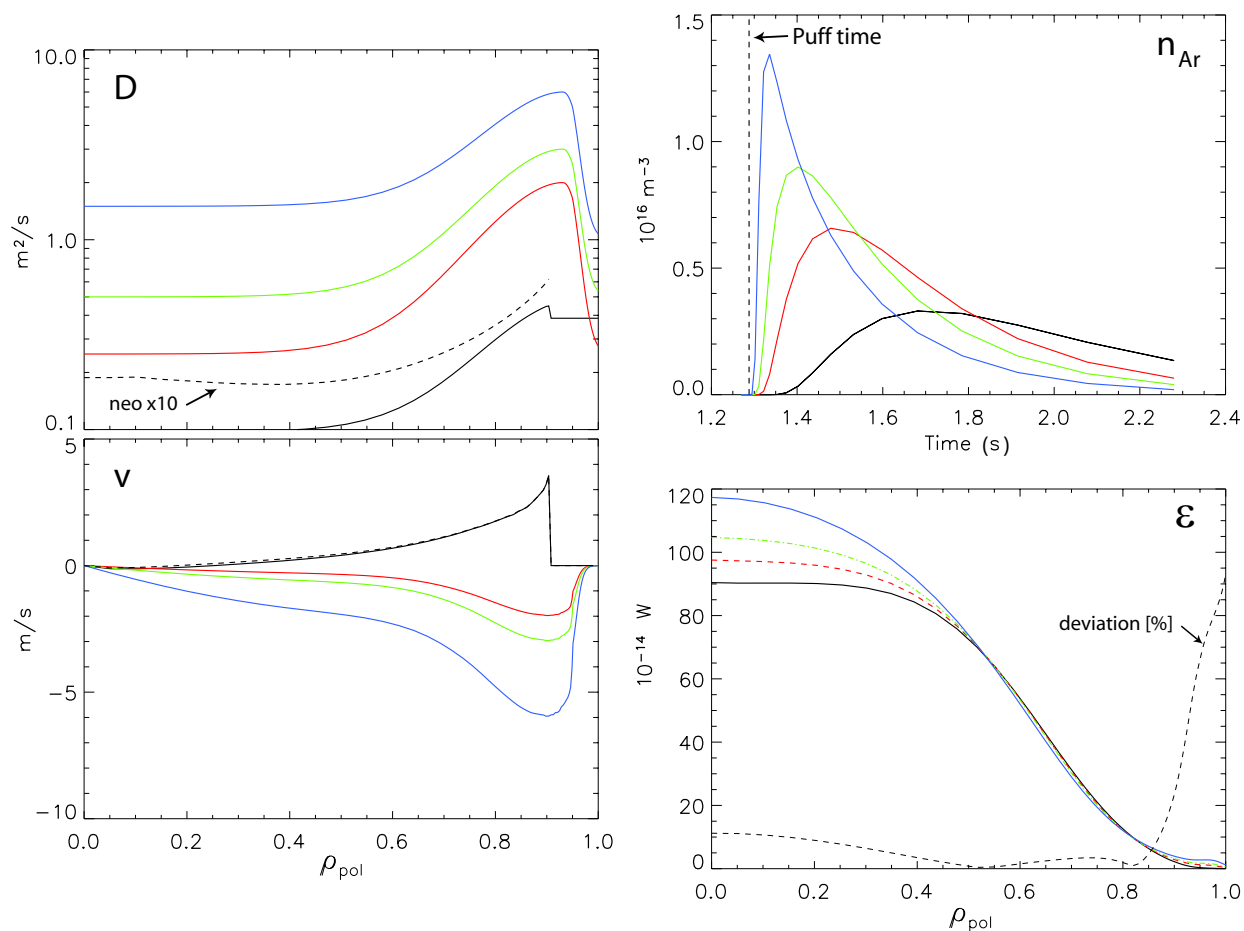 10.0
D
1.0
m²/s
neo x10
0.1
5
v
0
m/s
−5
−10
0.0 0.2 0.4 0.6 0.8 1.0
ρpol
1.5
Puff time
nAr
1.0
10¹⁶ m⁻³
0.5
0.0
1.2 1.4 1.6 1.8 2.0 2.2 2.4
Time (s)
120
ε
100
80
deviation [%]
10⁻¹⁴ W
60
40
20
0
0.0 0.2 0.4 0.6 0.8 1.0
ρpol